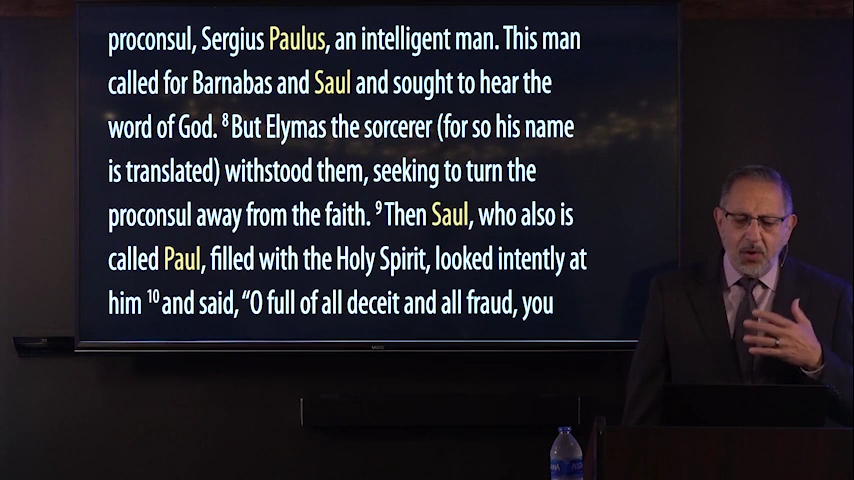 proconsul, Sergius Paulus, an intelligent man. This man
called for Barnabas and Saul and sought to hear the
word of God. 8 But Elymas the sorcerer (for so his name
is translated) withstood them, seeking to turn the
proconsul away from the faith. 9 Then Saul, who also is
called Paul, filled with the Holy Spirit, looked intently at
him 10 and said, “O full of all deceit and all fraud, you